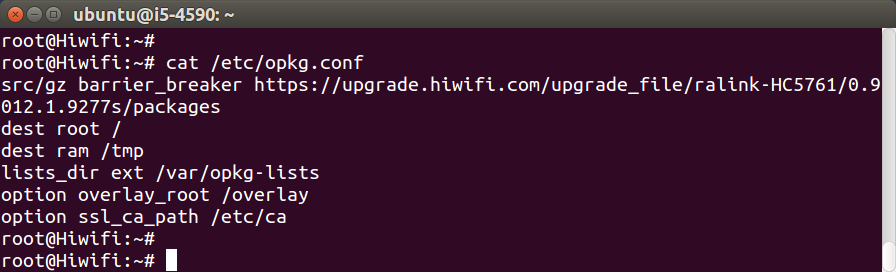 ubuntu@i5-4590: ~
root@Hiwifi:~#
root@Hiwifi:~# cat /etc/opkg.conf
src/gz barrier_breaker https://upgrade.hiwifi.com/upgrade_file/ralink-HC5761/0.9
012.1.9277s/packages
dest root /
dest ram /tmp
lists_dir ext /var/opkg-lists
option overlay_root /overlay
option ssl_ca_path /etc/ca
root@Hiwifi:~#
root@Hiwifi:~#